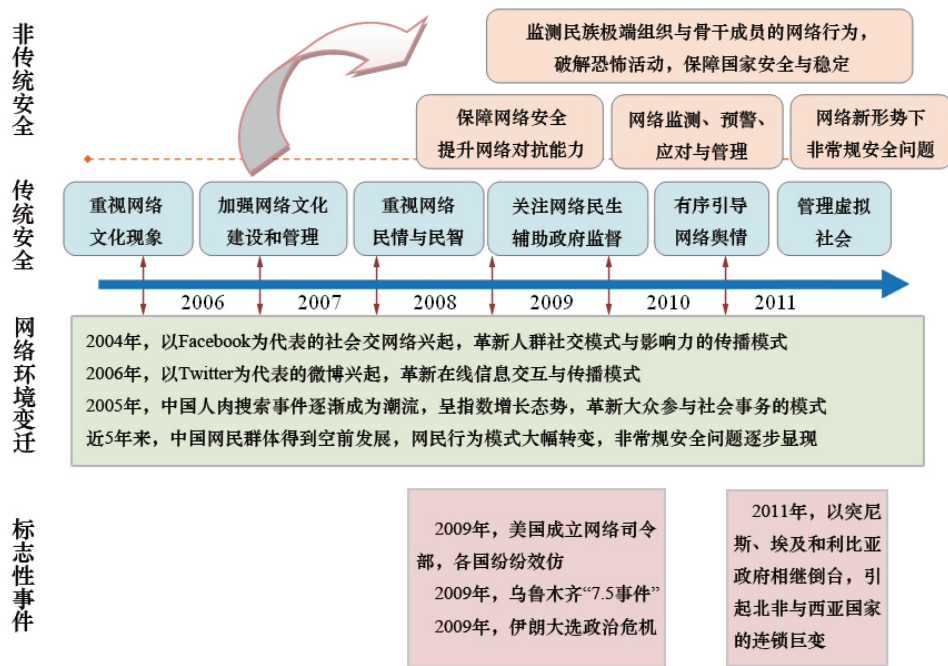 非传统安全
监测民族极端组织与骨干成员的网络行为，
破解恐怖活动，保障国家安全与稳定
保障网络安全
提升网络对抗能力
网络监测、预警、
应对与管理
网络新形势下
非常规安全问题
传统安全
重视网络
文化现象
加强网络文化
建设和管理
重视网络
民情与民智
关注网络民生
辅助政府监督
有序引导
网络舆情
管理虚拟
社会
2006
2007
2008
2009
2010
2011
网络环境变迁
2004年，以Facebook为代表的社会交网络兴起，革新人群社交模式与影响力的传播模式
2006年，以Twitter为代表的微博兴起，革新在线信息交互与传播模式
2005年，中国人肉搜索事件逐渐成为潮流，呈指数增长态势，革新大众参与社会事务的模式
近5年来，中国网民群体得到空前发展，网民行为模式大幅转变，非常规安全问题逐步显现
标志性事件
2009年，美国成立网络司令
部，各国纷纷效仿
2009年，乌鲁木齐“7.5事件”
2009年，伊朗大选政治危机
2011年，以突尼
斯、埃及和利比亚
政府相继倒台，引
起北非与西亚国家
的连锁巨变